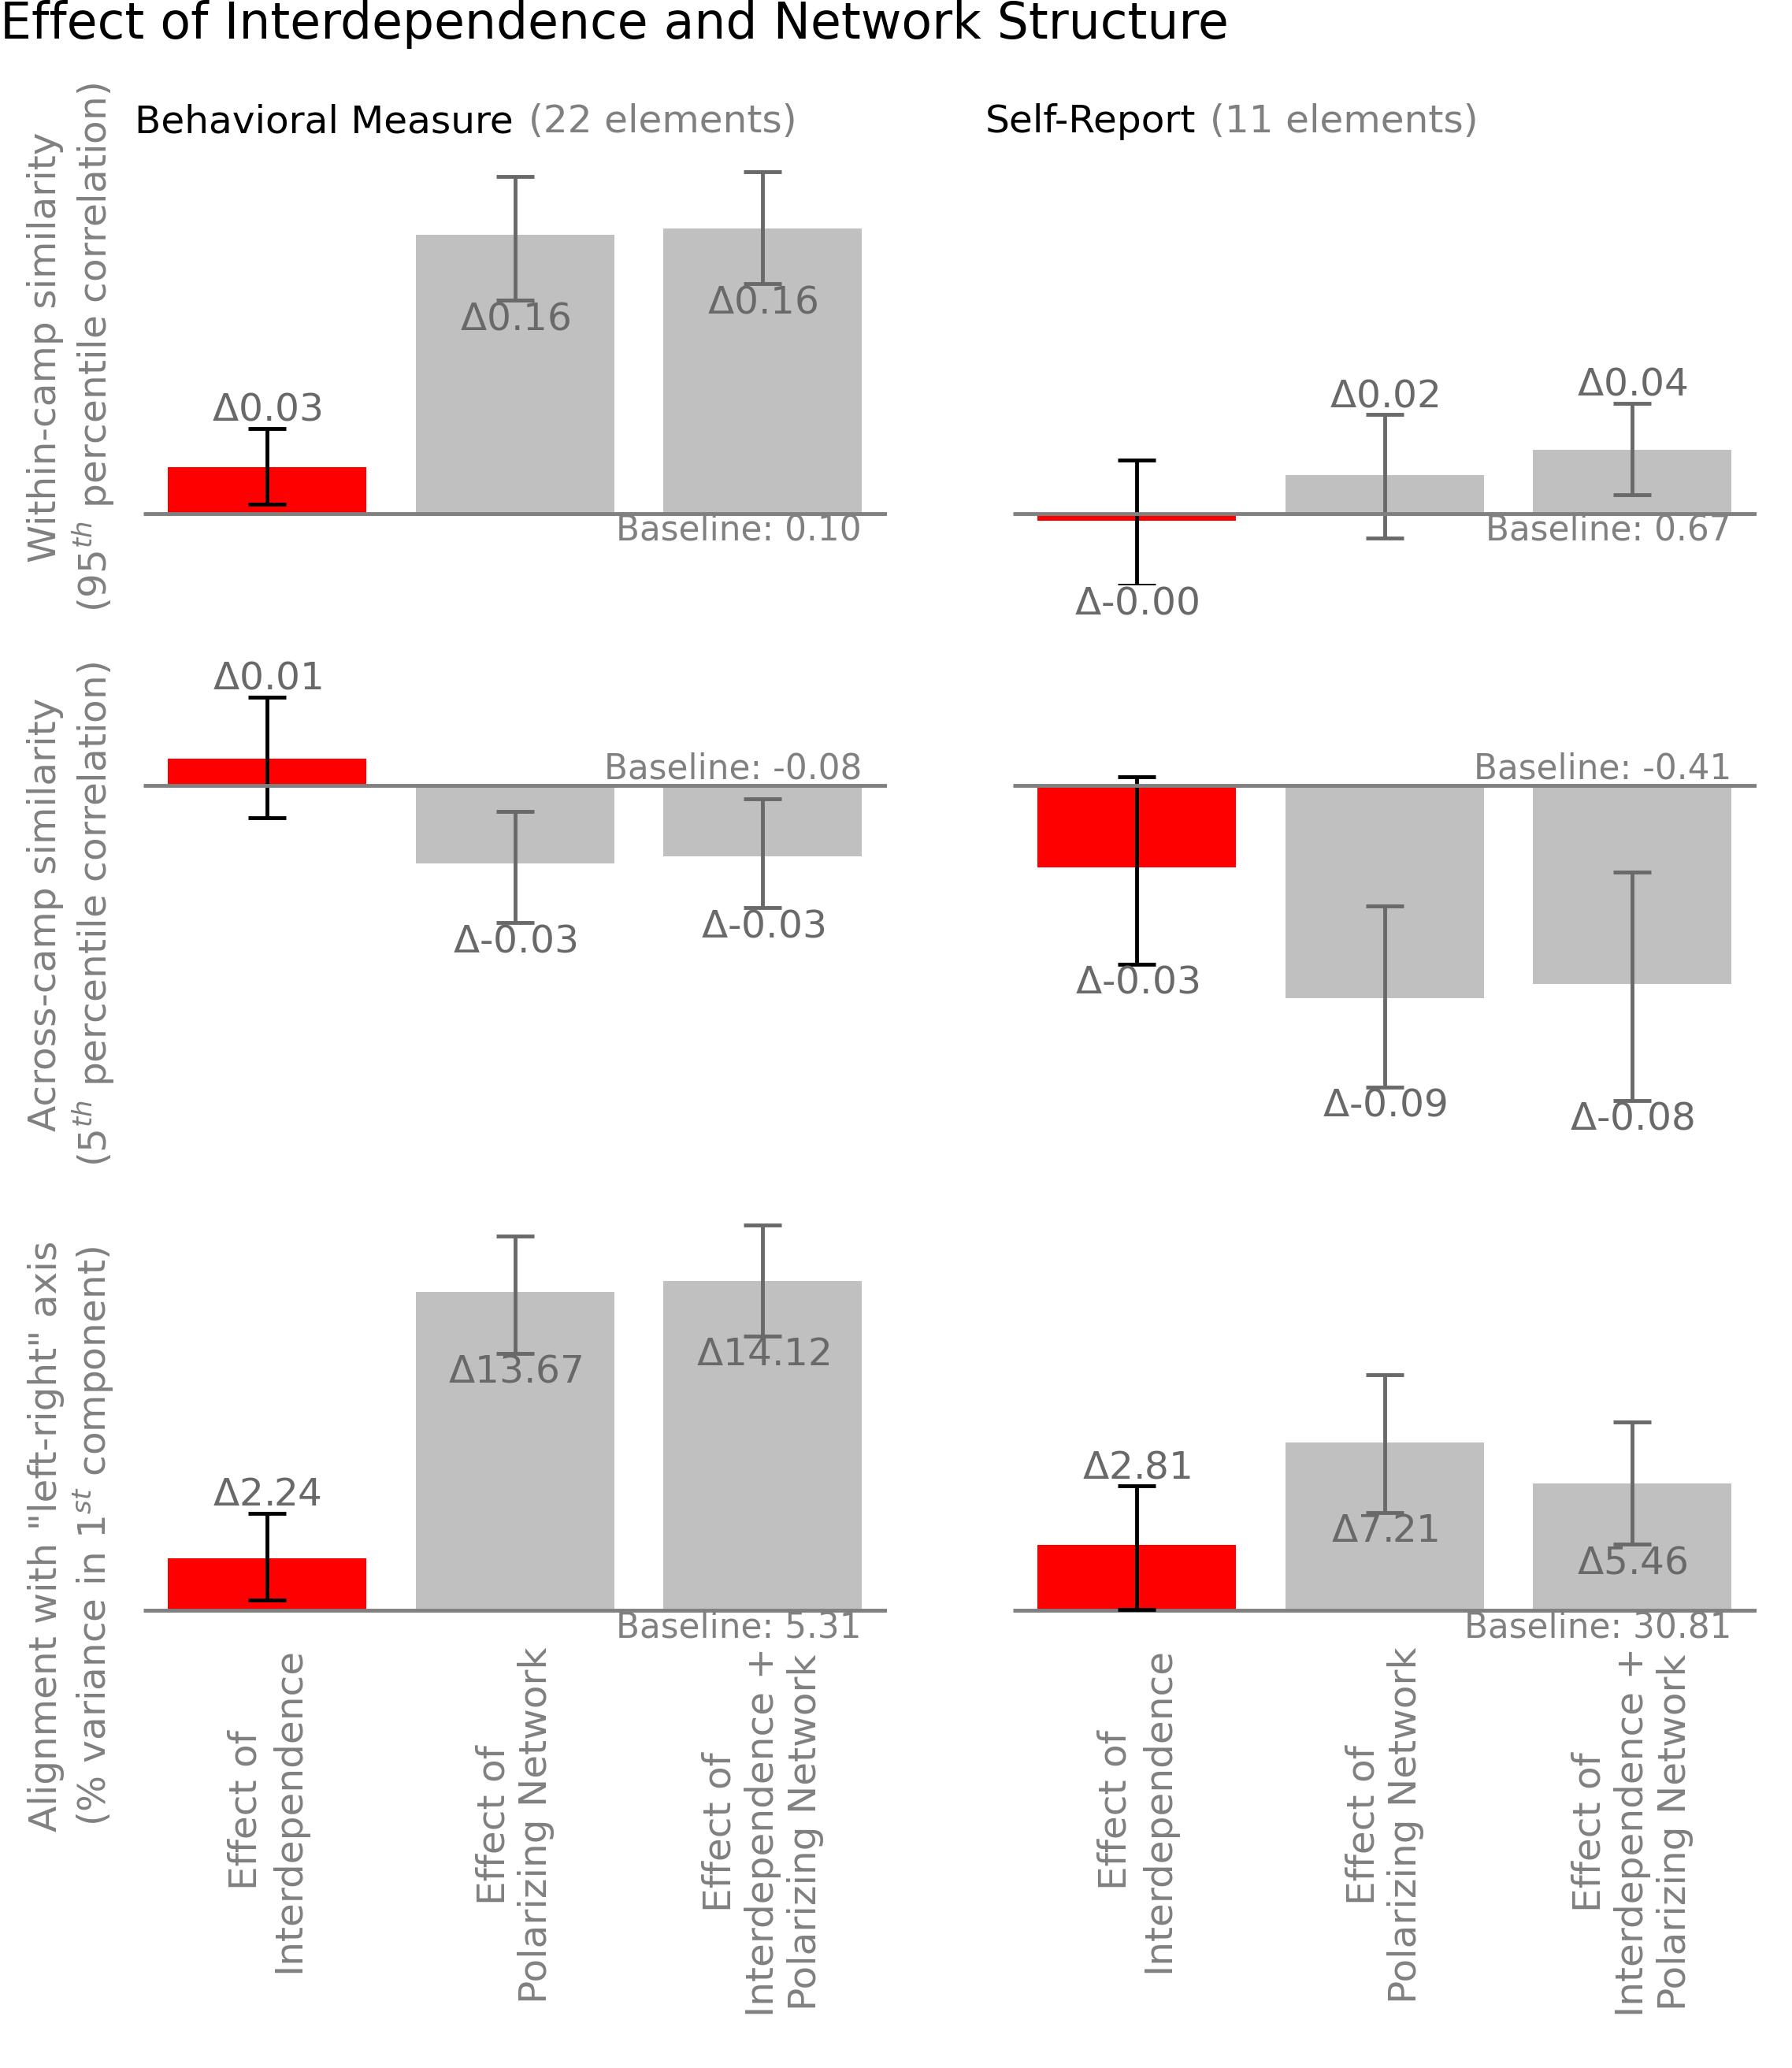 Effect of Interdependence and Network Structure
Behavioral Measure (22 elements)
Self-Report (11 elements)
Within-camp similarity
(95th percentile correlation)
Δ0.03
Δ0.16
Δ0.16
Baseline: 0.10
Δ-0.00
Δ0.02
Δ0.04
Baseline: 0.67
Across-camp similarity
(5th percentile correlation)
Δ0.01
Δ-0.03
Δ-0.03
Baseline: -0.08
Δ-0.03
Δ-0.09
Δ-0.08
Baseline: -0.41
Alignment with "left-right" axis
(% variance in 1st component)
Δ2.24
Δ13.67
Δ14.12
Baseline: 5.31
Δ2.81
Δ7.21
Δ5.46
Baseline: 30.81
Effect of
Interdependence
Effect of
Polarizing Network
Effect of
Interdependence +
Polarizing Network
Effect of
Interdependence
Effect of
Polarizing Network
Effect of
Interdependence +
Polarizing Network